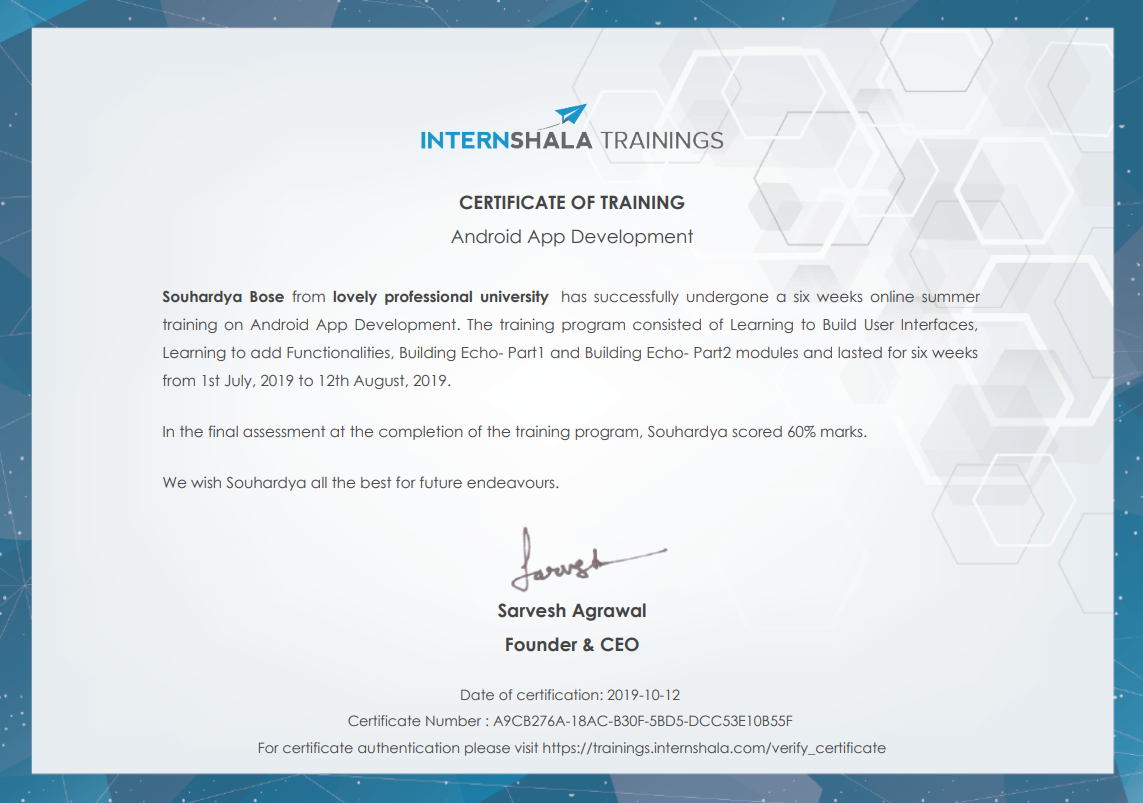 INTERNSHALA TRAININGS
CERTIFICATE OF TRAINING
Android App Development
Souhardya Bose from lovely professional university has successfully undergone a six weeks online summer
training on Android App Development. The training program consisted of Learning to Build User Interfaces,
Learning to add Functionalities, Building Echo- Part1 and Building Echo- Part2 modules and lasted for six weeks
from 1st July, 2019 to 12th August, 2019.
In the final assessment at the completion of the training program, Souhardya scored 60% marks.
We wish Souhardya all the best for future endeavours.
Sarvesh
Sarvesh Agrawal
Founder & CEO
Date of certification: 2019-10-12
Certificate Number : A9CB276A-18AC-B30F-5BD5-DCC53E10B55F
For certificate authentication please visit https://trainings.internshala.com/verify_certificate